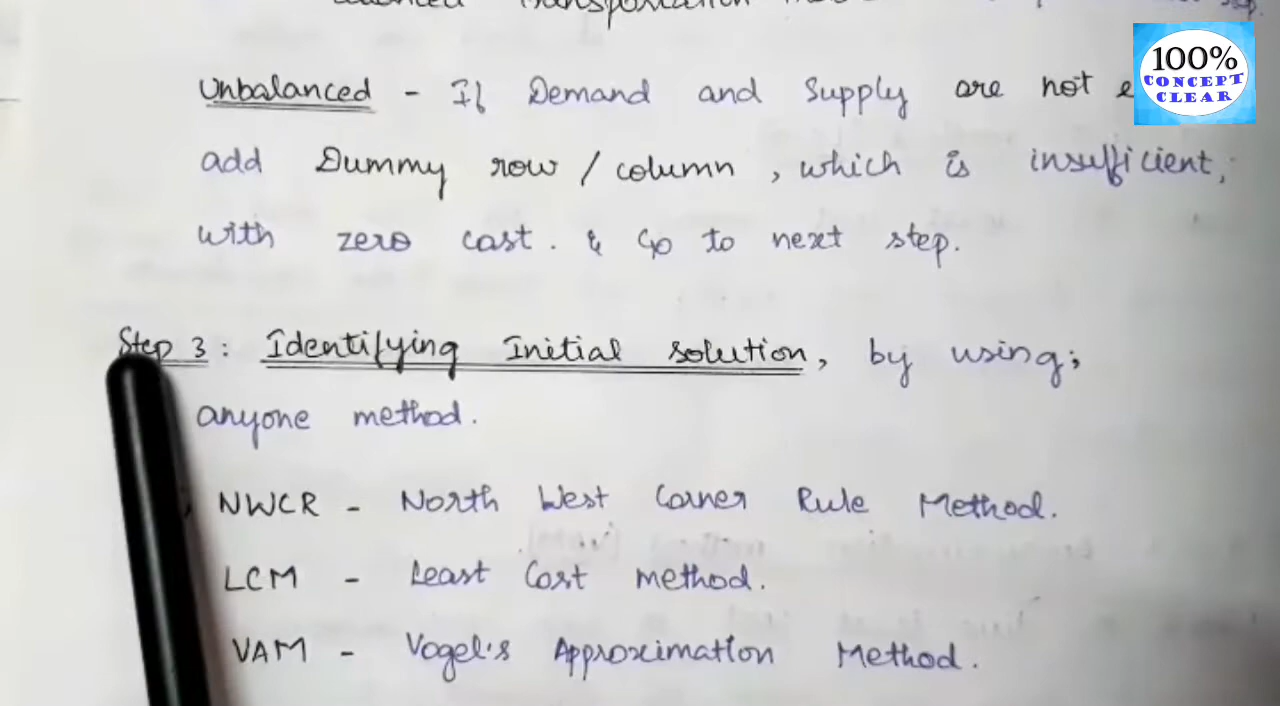 Transportation
step.
Unbalanced - If Demand and Supply are not
add Dummy row / column , which is insufficient,
with zero cost . & Go to next step.
Step 3 : Identifying Initial solution , by using;
anyone method.
NWCR - North West Corner Rule Method.
LCM - Least Cost method.
VAM - Vogel's Approximation Method.
100%
CONCEPT
CLEAR